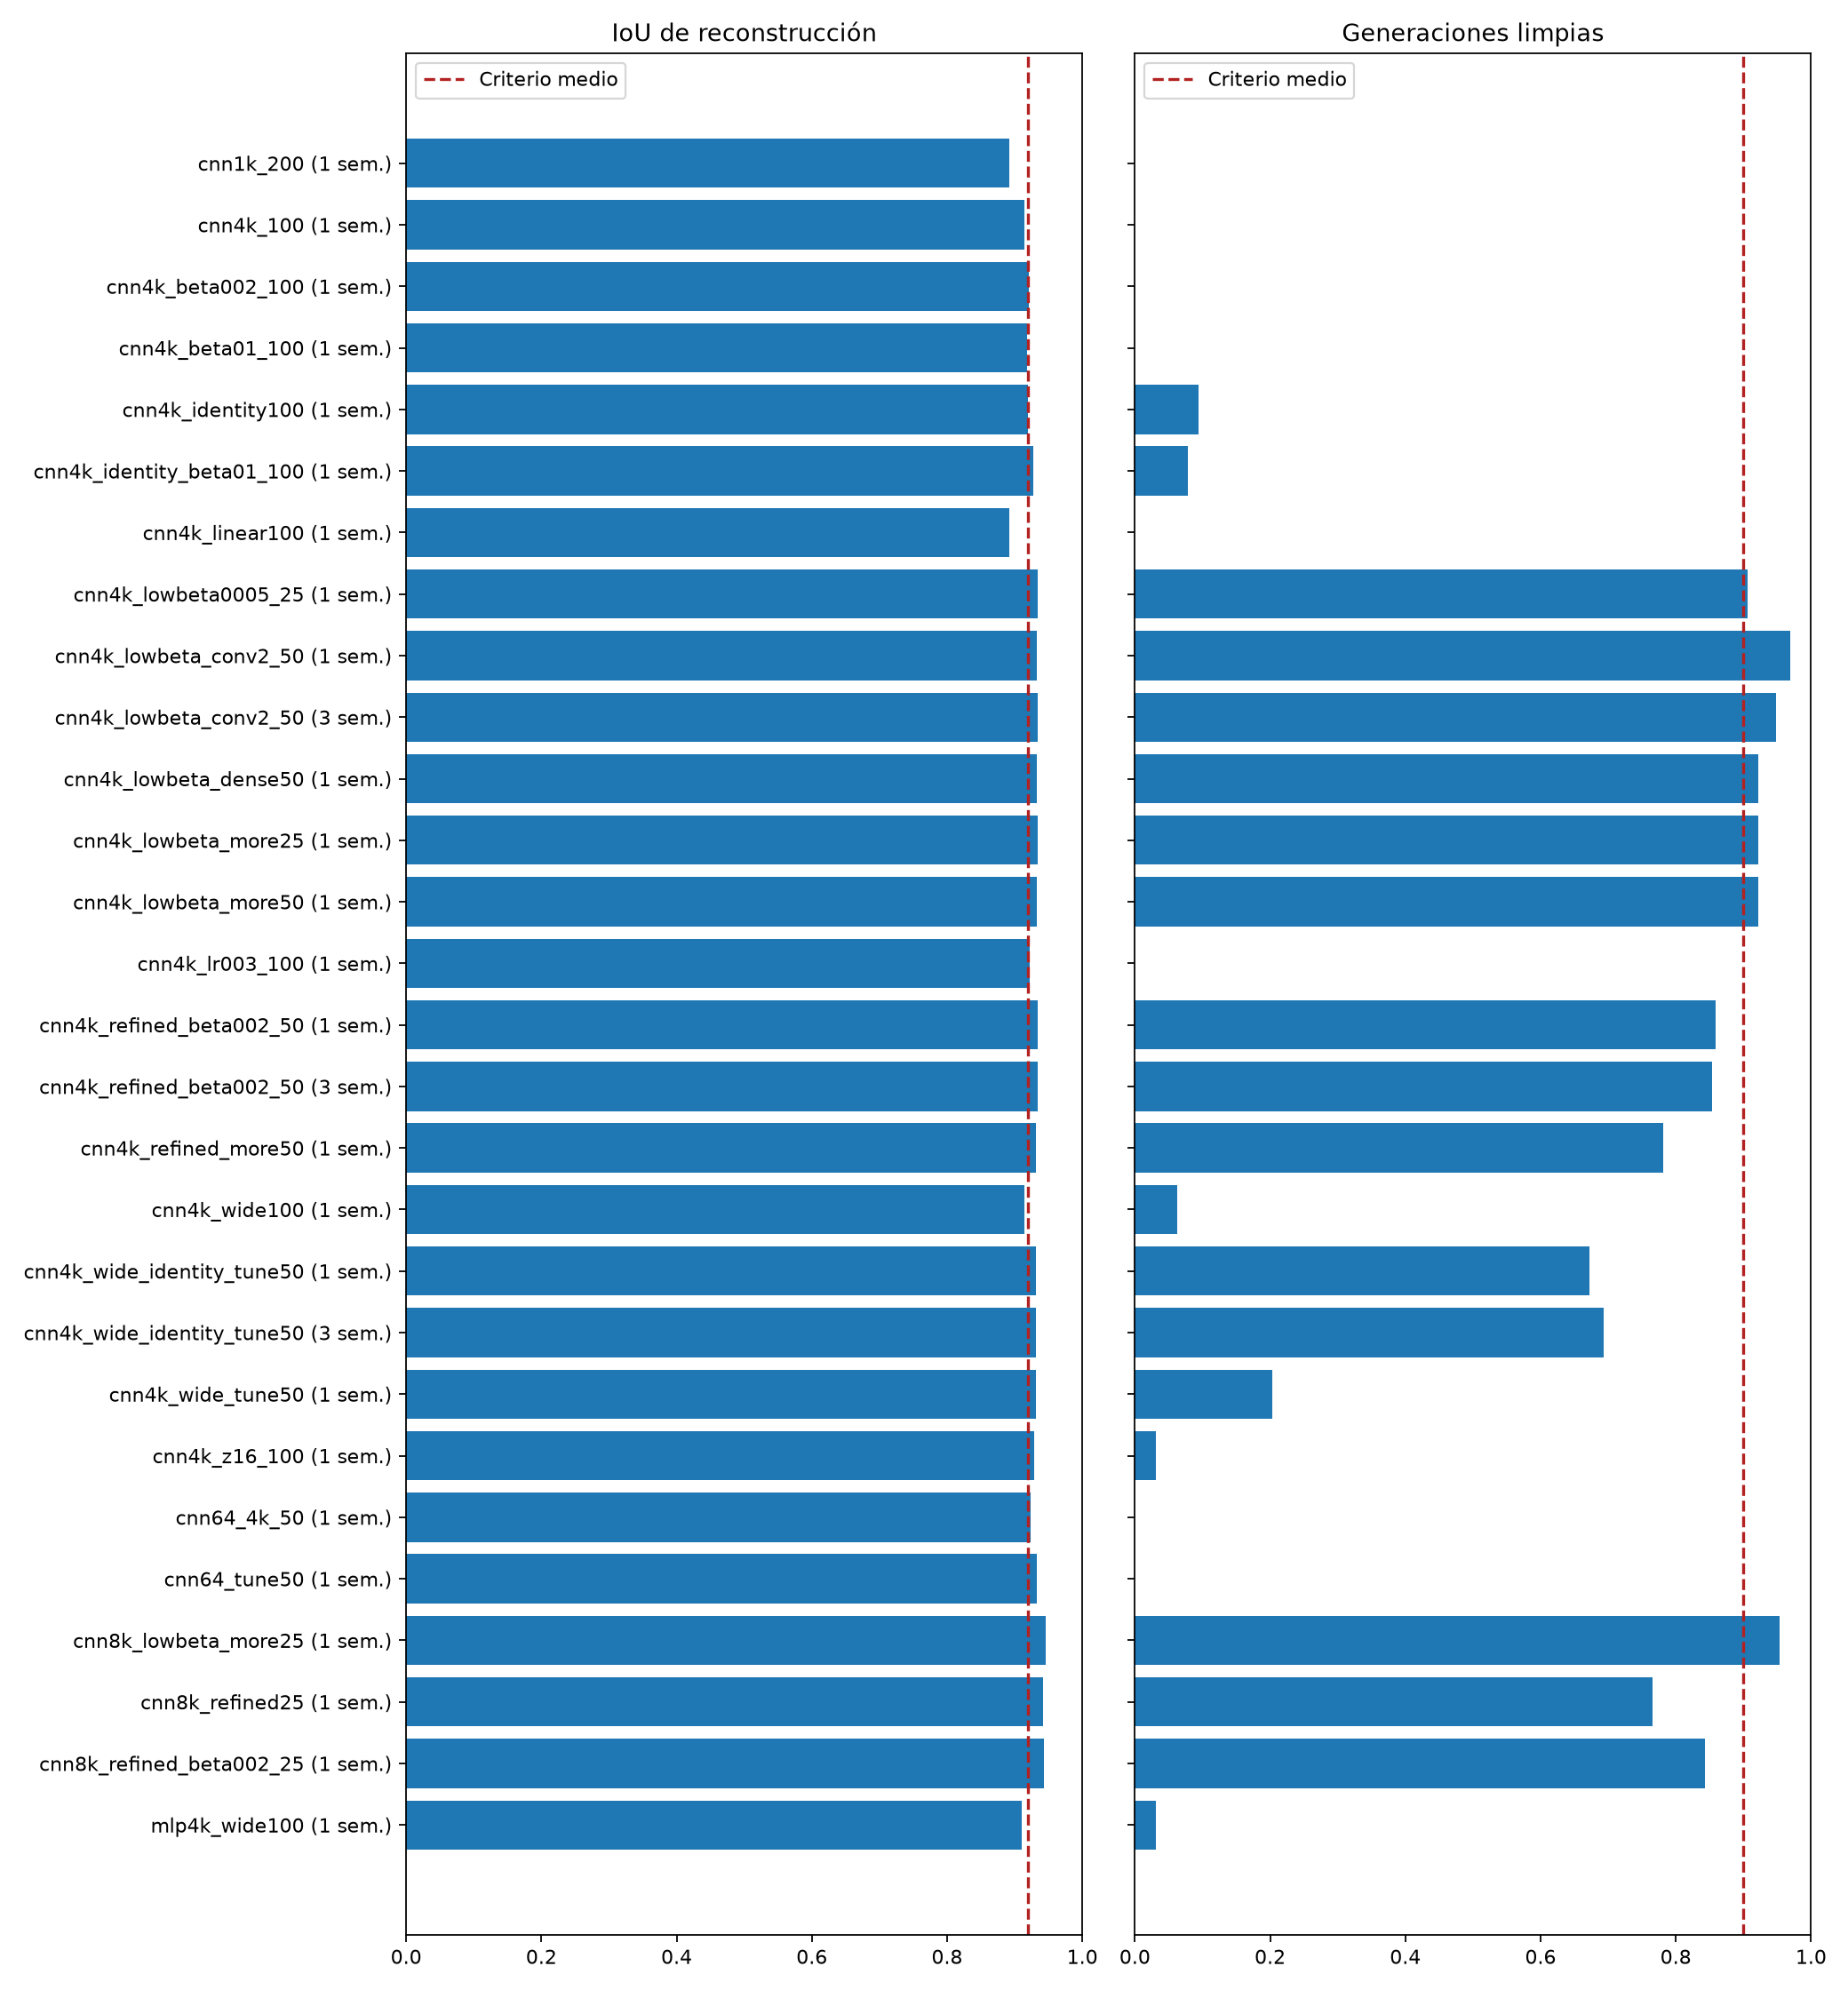 IoU de reconstrucción
Generaciones limpias
Criterio medio
Criterio medio
cnn1k_200 (1 sem.)
cnn4k_100 (1 sem.)
cnn4k_beta002_100 (1 sem.)
cnn4k_beta01_100 (1 sem.)
cnn4k_identity100 (1 sem.)
cnn4k_identity_beta01_100 (1 sem.)
cnn4k_linear100 (1 sem.)
cnn4k_lowbeta0005_25 (1 sem.)
cnn4k_lowbeta_conv2_50 (1 sem.)
cnn4k_lowbeta_conv2_50 (3 sem.)
cnn4k_lowbeta_dense50 (1 sem.)
cnn4k_lowbeta_more25 (1 sem.)
cnn4k_lowbeta_more50 (1 sem.)
cnn4k_lr003_100 (1 sem.)
cnn4k_refined_beta002_50 (1 sem.)
cnn4k_refined_beta002_50 (3 sem.)
cnn4k_refined_more50 (1 sem.)
cnn4k_wide100 (1 sem.)
cnn4k_wide_identity_tune50 (1 sem.)
cnn4k_wide_identity_tune50 (3 sem.)
cnn4k_wide_tune50 (1 sem.)
cnn4k_z16_100 (1 sem.)
cnn64_4k_50 (1 sem.)
cnn64_tune50 (1 sem.)
cnn8k_lowbeta_more25 (1 sem.)
cnn8k_refined25 (1 sem.)
cnn8k_refined_beta002_25 (1 sem.)
mlp4k_wide100 (1 sem.)
0.0 0.2 0.4 0.6 0.8 1.0
0.0 0.2 0.4 0.6 0.8 1.0